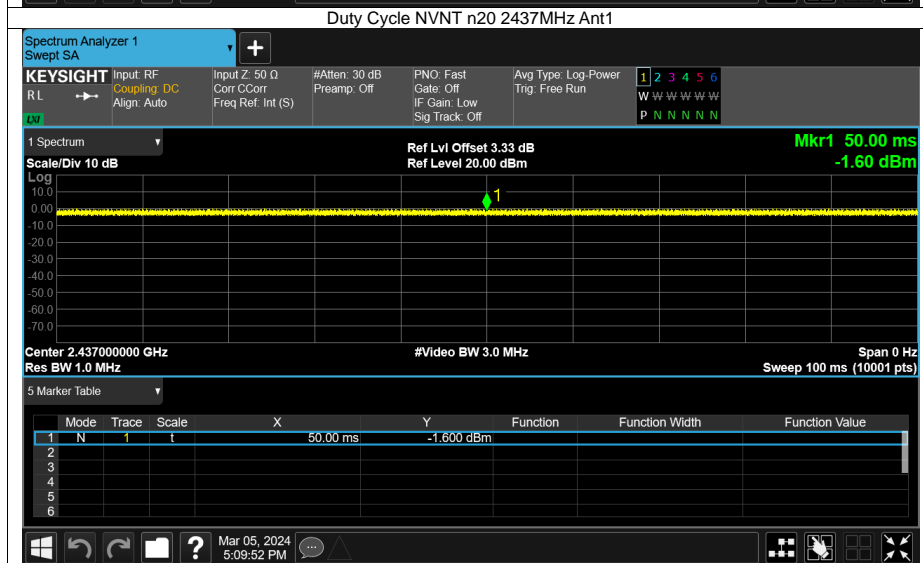 Duty Cycle NVNT n20 2437MHz Ant1
Spectrum Analyzer 1
Swept SA
+
KEYSIGHT Input: RF Input Z: 50 Ω #Atten: 30 dB PNO: Fast Avg Type: Log-Power 1 2 3 4 5 6
RL Coupling: DC Corr CCorr Preamp: Off Gate: Off Trig: Free Run W W W W W W
Align: Auto Freq Ref: Int (S) IF Gain: Low
LXI Sig Track: Off P N N N N N
1 Spectrum Ref Lvl Offset 3.33 dB Mkr1 50.00 ms
Scale/Div 10 dB Ref Level 20.00 dBm -1.60 dBm
Log
10.0 1
0.00
-10.0
-20.0
-30.0
-40.0
-50.0
-60.0
-70.0
Center 2.437000000 GHz #Video BW 3.0 MHz Span 0 Hz
Res BW 1.0 MHz Sweep 100 ms (10001 pts)
5 Marker Table
Mode Trace Scale X Y Function Function Width Function Value
1 N 1 t 50.00 ms -1.600 dBm
2
3
4
5
6
? Mar 05, 2024
5:09:52 PM